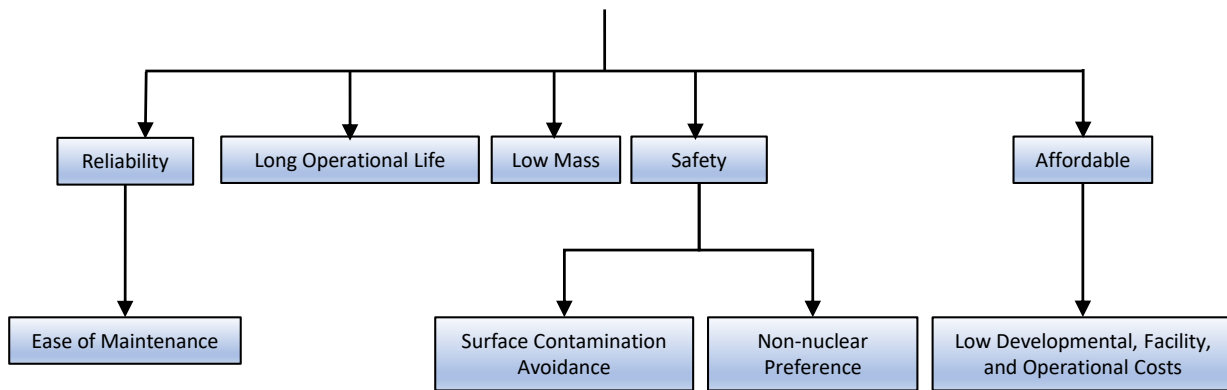 Reliability
Long Operational Life
Low Mass
Safety
Affordable
Ease of Maintenance
Surface Contamination
Avoidance
Non-nuclear
Preference
Low Developmental, Facility,
and Operational Costs